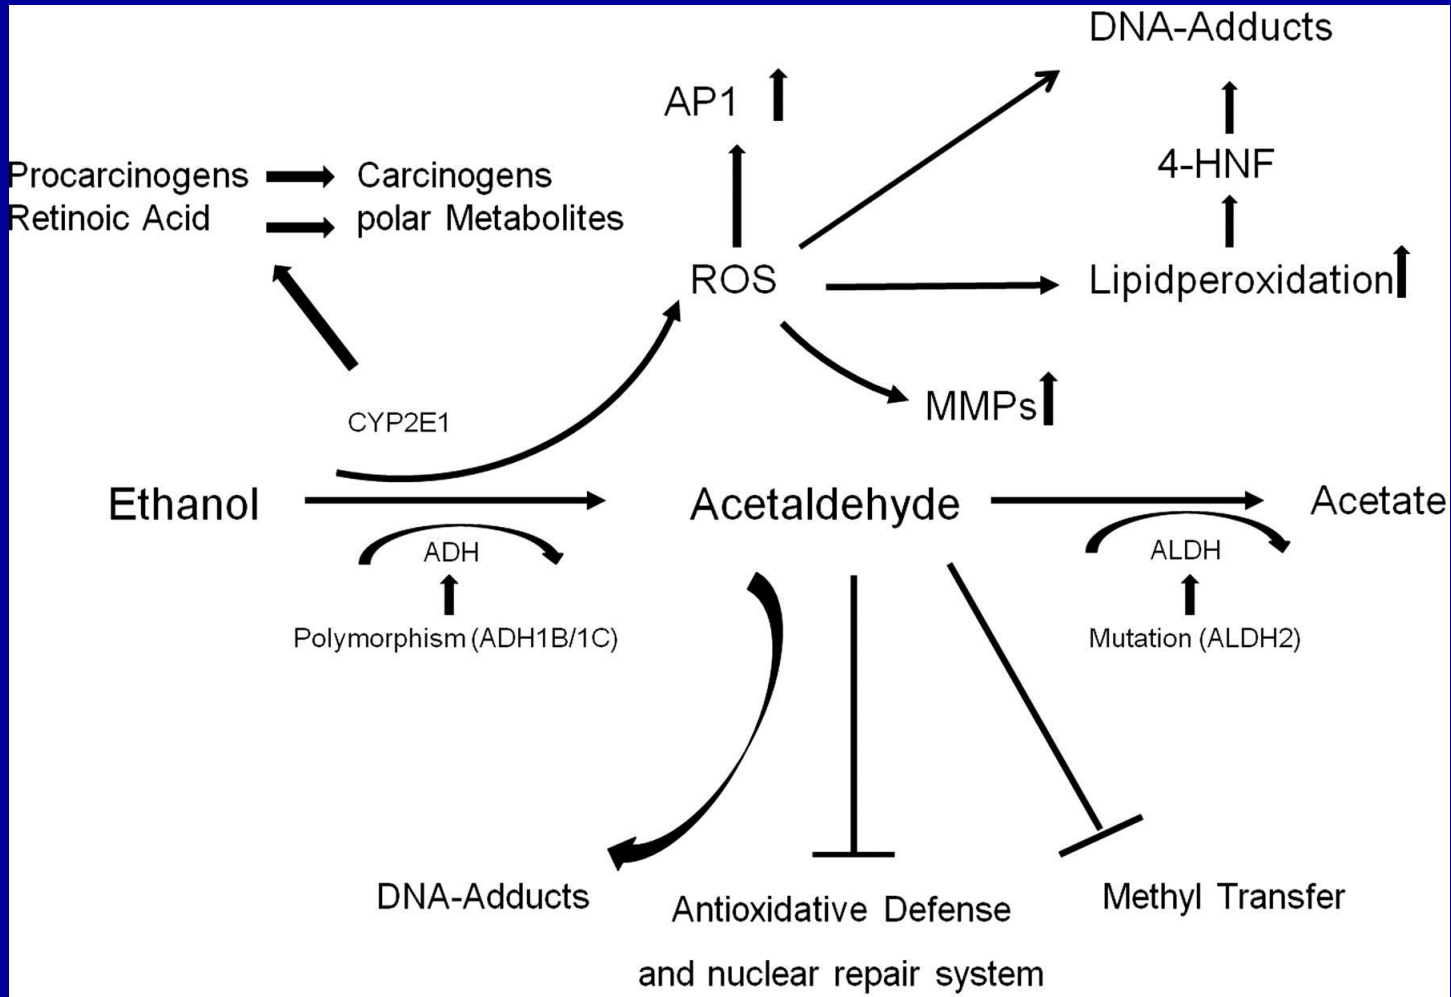 DNA-Adducts
AP1
4-HNF
Procarcinogens Carcinogens
Retinoic Acid polar Metabolites
ROS
Lipidperoxidation
MMPs
CYP2E1
Ethanol Acetaldehyde Acetate
ADH ALDH
Polymorphism (ADH1B/1C) Mutation (ALDH2)
DNA-Adducts Antioxidative Defense Methyl Transfer
and nuclear repair system